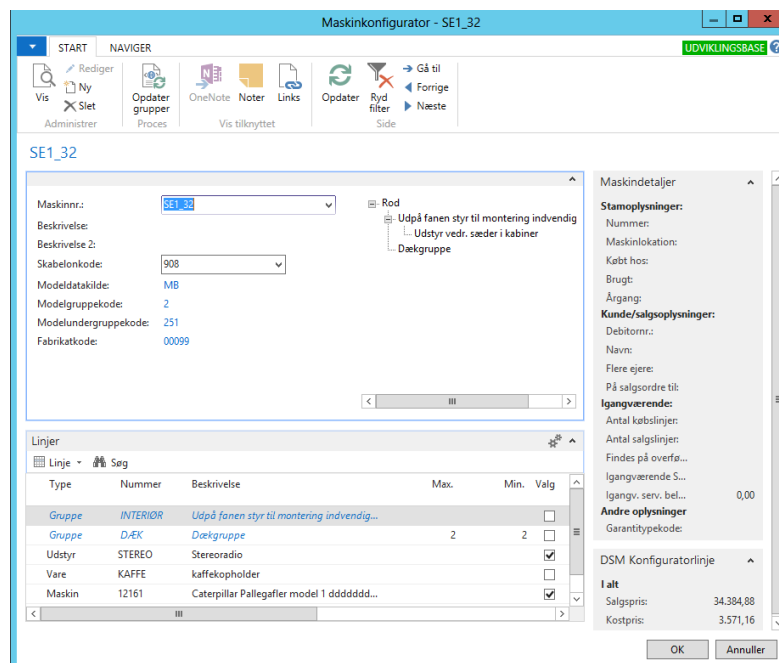 Maskinkonfigurator - SE1_32
START NAVIGER
UDVIKLINGSBASE
Vis
Rediger
Ny
Slet
Administrer
Opdater grupper
Proces
OneNote Noter Links
Vis tilknyttet
Opdater Ryd filter
Gå til
Forrige
Næste
Side
SE1_32
Maskinnr.: SE1_32
Beskrivelse:
Beskrivelse 2:
Skabelonkode: 908
Modeldatakilde: MB
Modelgruppekode: 2
Modelundergruppekode: 251
Fabrikatkode: 00099
Rod
Udpå fanen styr til montering indvendig
Udstyr vedr. sæder i kabiner
Dækgruppe
Linjer
Linje Søg
Type Nummer Beskrivelse Max. Min. Valg
Gruppe INTERIØR Udpå fanen styr til montering indvendig...
Gruppe DÆK Dækgruppe 2 2
Udstyr STEREO Stereoradio
Vare KAFFE kaffekopholder
Maskin 12161 Caterpillar Pallegafler model 1 ddddddd...
Maskindetaljer
Stamoplysninger:
Nummer:
Maskinlokation:
Købt hos:
Brugt:
Årgang:
Kunde/salgsoplysninger:
Debitornr.:
Navn:
Flere ejere:
På salgsordre til:
Igangværende:
Antal købslinjer:
Antal salgslinjer:
Findes på overfø...
Igangværende S...
Igangv. serv. bel... 0,00
Andre oplysninger
Garantitypekode:
DSM Konfiguratorlinje
I alt
Salgspris: 34.384,88
Kostpris: 3.571,16
OK Annuller